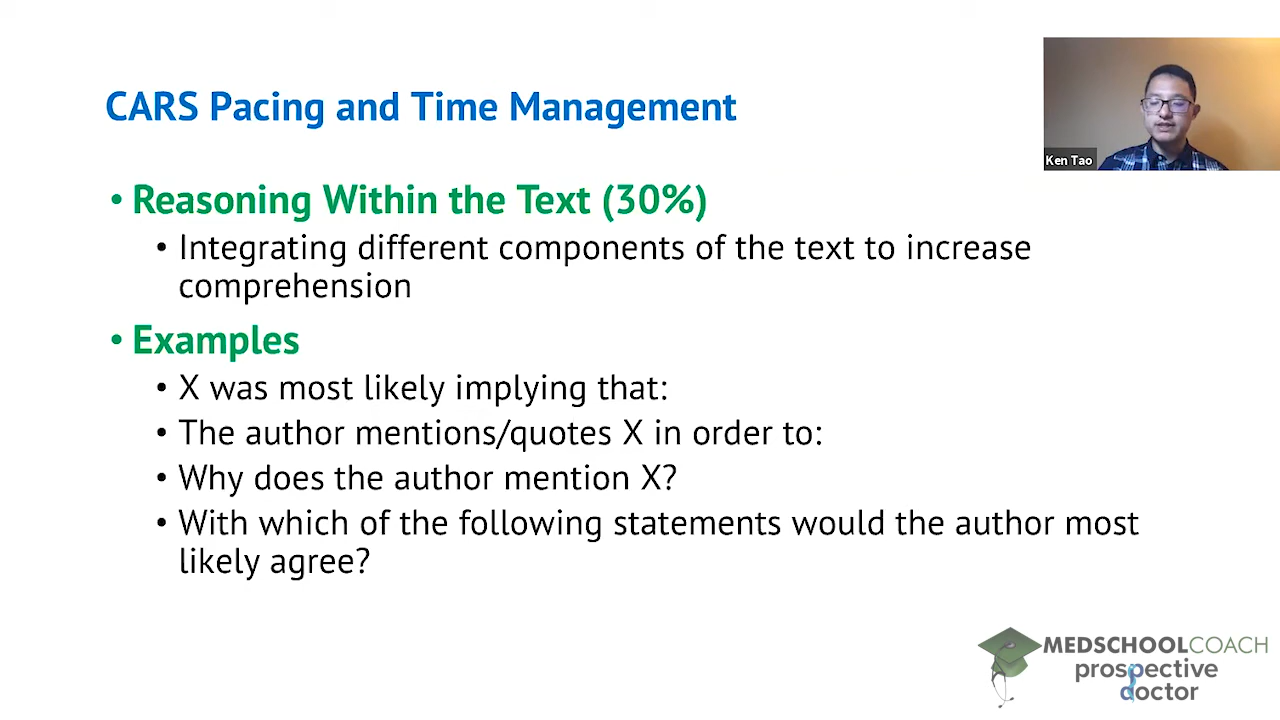 CARS Pacing and Time Management
Ken Tao
• Reasoning Within the Text (30%)
• Integrating different components of the text to increase
comprehension
• Examples
• X was most likely implying that:
• The author mentions/quotes X in order to:
• Why does the author mention X?
• With which of the following statements would the author most
likely agree?
MEDSCHOOLCOACH
prospective
doctor